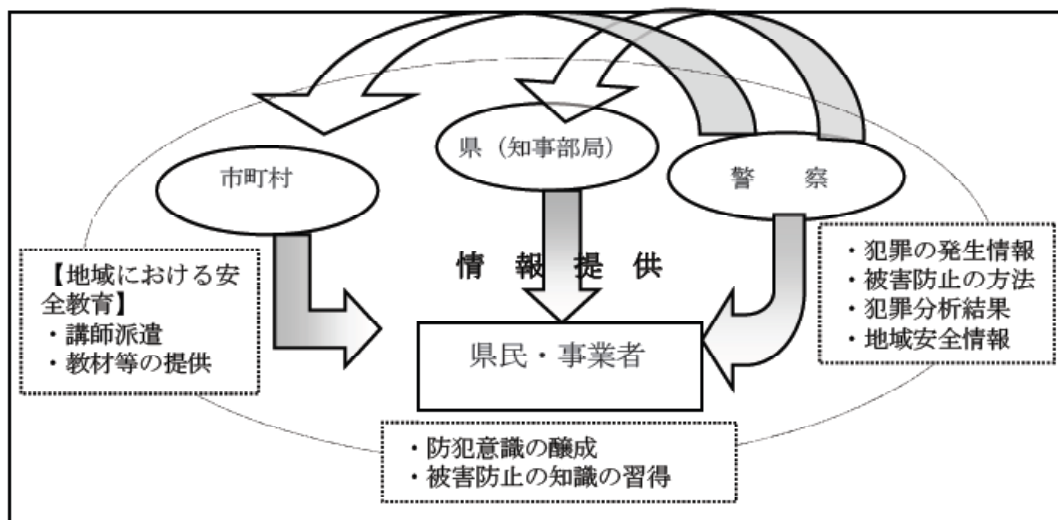 県（知事部局）
市町村
警　察
情 報 提 供
【地域における安
全教育】
・講師派遣
・教材等の提供
・犯罪の発生情報
・被害防止の方法
・犯罪分析結果
・地域安全情報
県民・事業者
・防犯意識の醸成
・被害防止の知識の習得